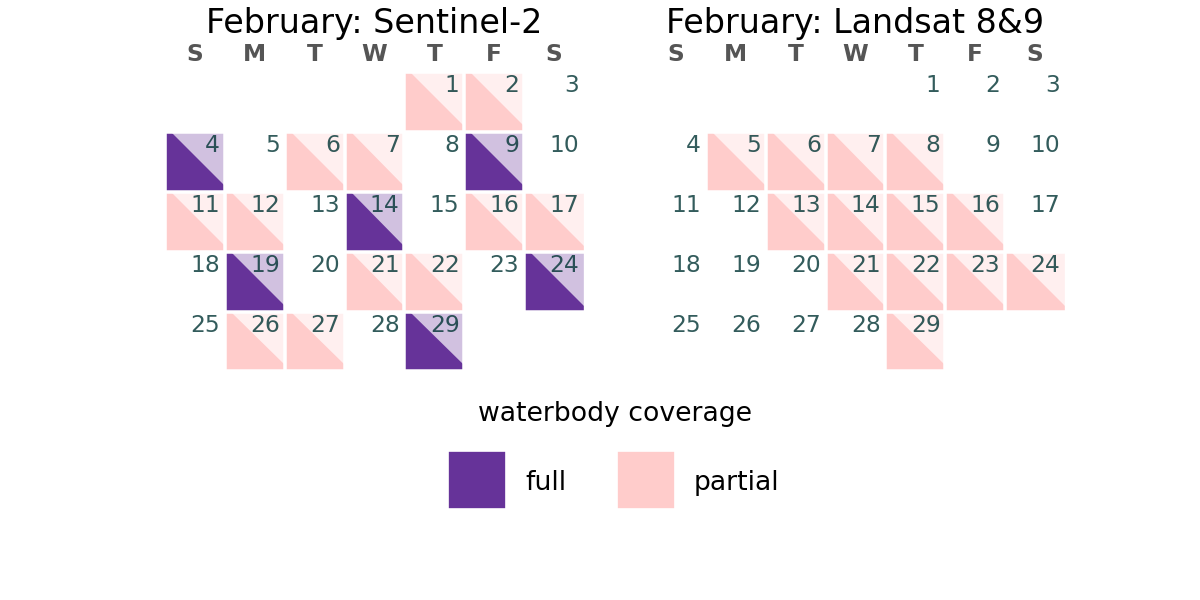 February: Sentinel-2
S M T W T F S
1 2 3
4 5 6 7 8 9 10
11 12 13 14 15 16 17
18 19 20 21 22 23 24
25 26 27 28 29
February: Landsat 8&9
S M T W T F S
1 2 3
4 5 6 7 8 9 10
11 12 13 14 15 16 17
18 19 20 21 22 23 24
25 26 27 28 29
waterbody coverage
full partial